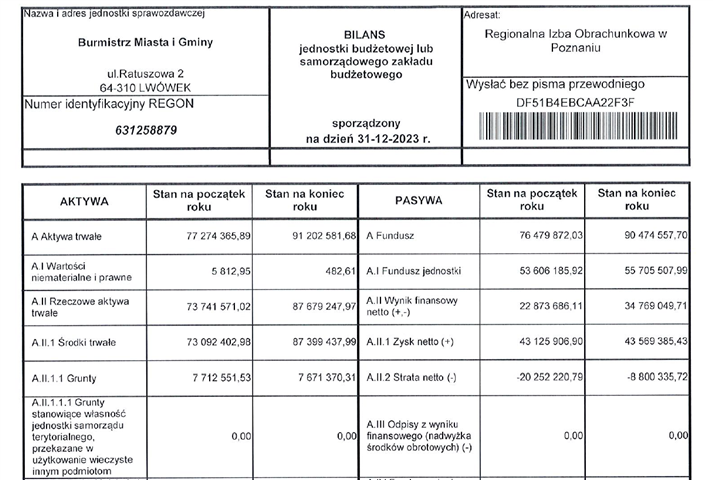 Nazwa i adres jednostki sprawozdawczej
Burmistrz Miasta i Gminy
ul.Ratuszowa 2
64-310 LWÓWEK
Numer identyfikacyjny REGON
631258879
BILANS
jednostki budżetowej lub
samorządowego zakładu
budżetowego
sporządzony
na dzień 31-12-2023 r.
Adresat:
Regionalna Izba Obrachunkowa w
Poznaniu
Wysłać bez pisma przewodniego
DF51B4EBCAA22F3F
AKTYWA
Stan na początek
roku
Stan na koniec
roku
PASYWA
Stan na początek
roku
Stan na koniec
roku
A Aktywa trwałe 77 274 365,89 91 202 581,68 A Fundusz 76 479 872,03 90 474 557,70
A.I Wartości
niematerialne i prawne 5 812,95 482,61 A.I Fundusz jednostki 53 606 185,92 55 705 507,99
A.II Rzeczowe aktywa
trwałe 73 741 571,02 87 679 247,97 A.II Wynik finansowy
netto (+,-) 22 873 686,11 34 769 049,71
A.II.1 Środki trwałe 73 092 402,98 87 399 437,99 A.II.1 Zysk netto (+) 43 125 906,90 43 569 385,43
A.II.1.1 Grunty 7 712 551,53 7 671 370,31 A.II.2 Strata netto (-) -20 252 220,79 -8 800 335,72
A.II.1.1.1 Grunty
stanowiące własność
jednostki samorządu
terytorialnego,
przekazane w
użytkowanie wieczyste
innym podmiotom
0,00 0,00
A.III Odpisy z wyniku
finansowego (nadwyżka
środków obrotowych) (-)
0,00 0,00